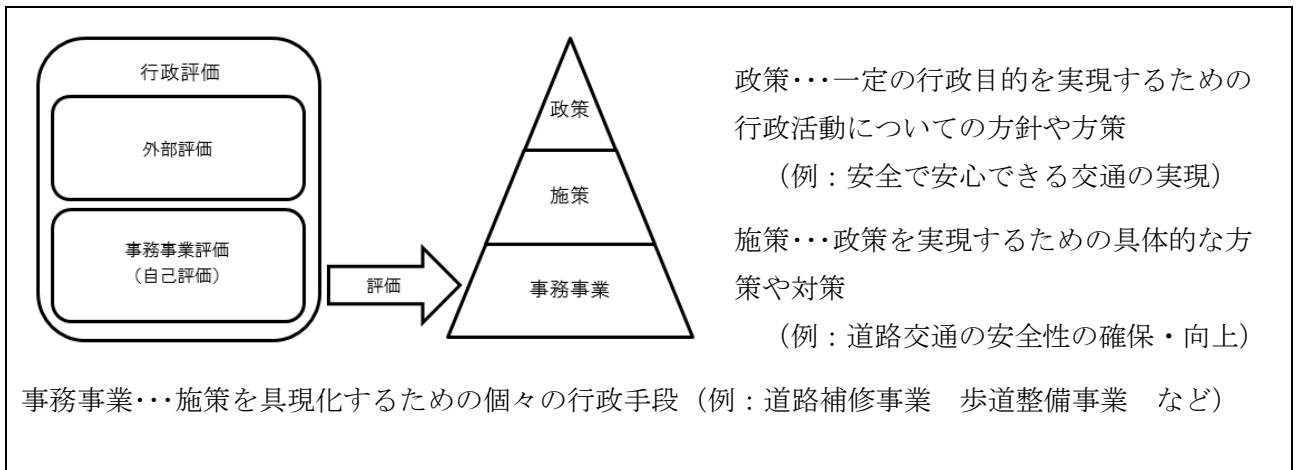 行政評価
外部評価
事務事業評価
（自己評価）
評価
政策
施策
事務事業
政策･･･一定の行政目的を実現するための
行政活動についての方針や方策
（例：安全で安心できる交通の実現）
施策･･･政策を実現するための具体的な方
策や対策
（例：道路交通の安全性の確保・向上）
事務事業･･･施策を具現化するための個々の行政手段（例：道路補修事業　歩道整備事業　など）